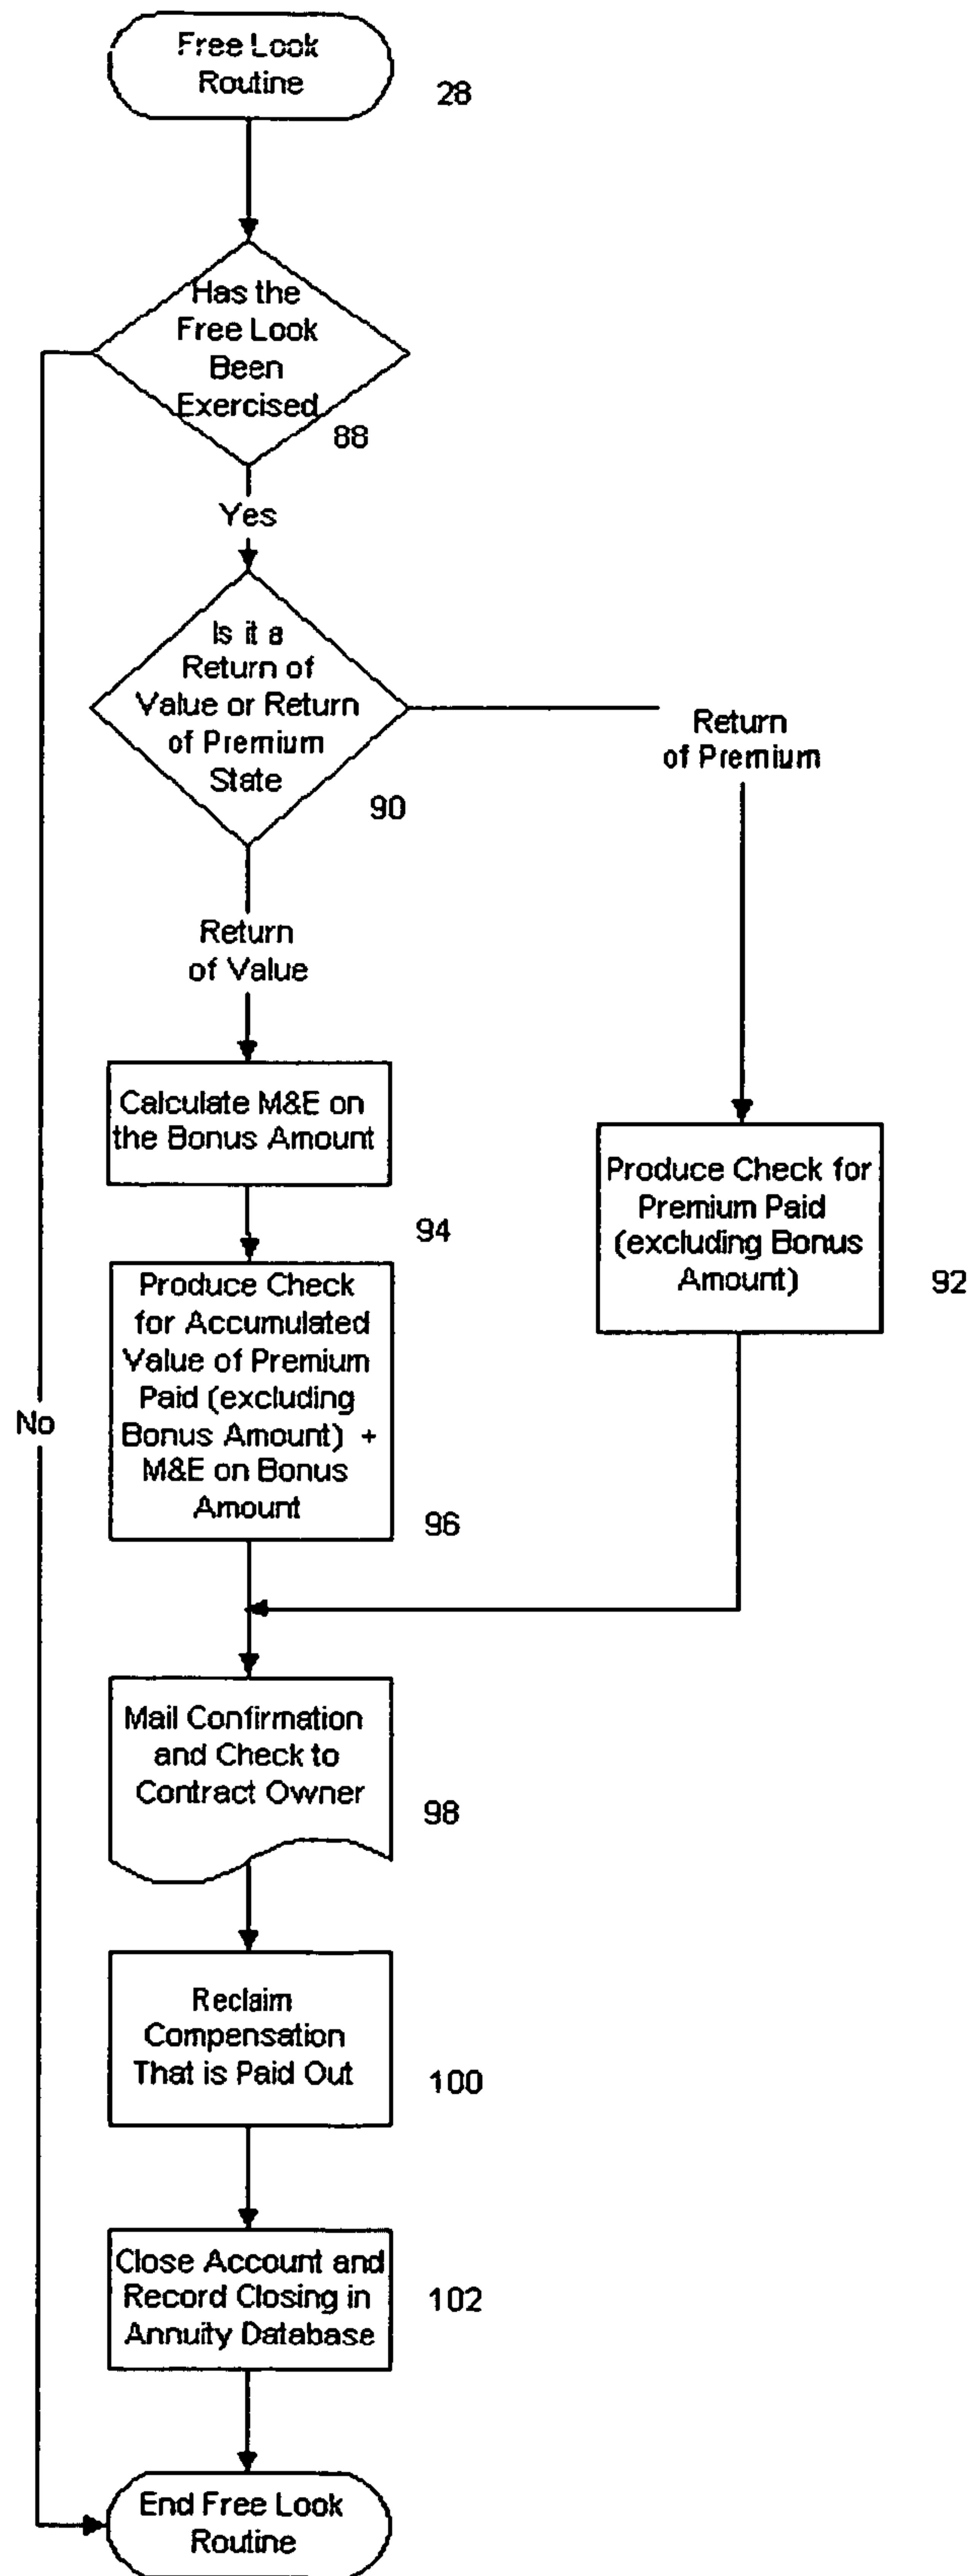 Free Look
Routine
28
Has the
Free Look
Been
Exercised
88
Yes
Is it a
Return of
Value or Return
of Premium
State
90
Return
of Premium
Return
of Value
Calculate M&E on
the Bonus Amount
94
Produce Check for
Premium Paid
(excluding Bonus
Amount)
92
Produce Check
for Accumulated
Value of Premium
Paid (excluding
Bonus Amount) +
M&E on Bonus
Amount
96
No
Mail Confirmation
and Check to
Contract Owner
98
Reclaim
Compensation
That is Paid Out
100
Close Account and
Record Closing in
Annuity Database
102
End Free Look
Routine